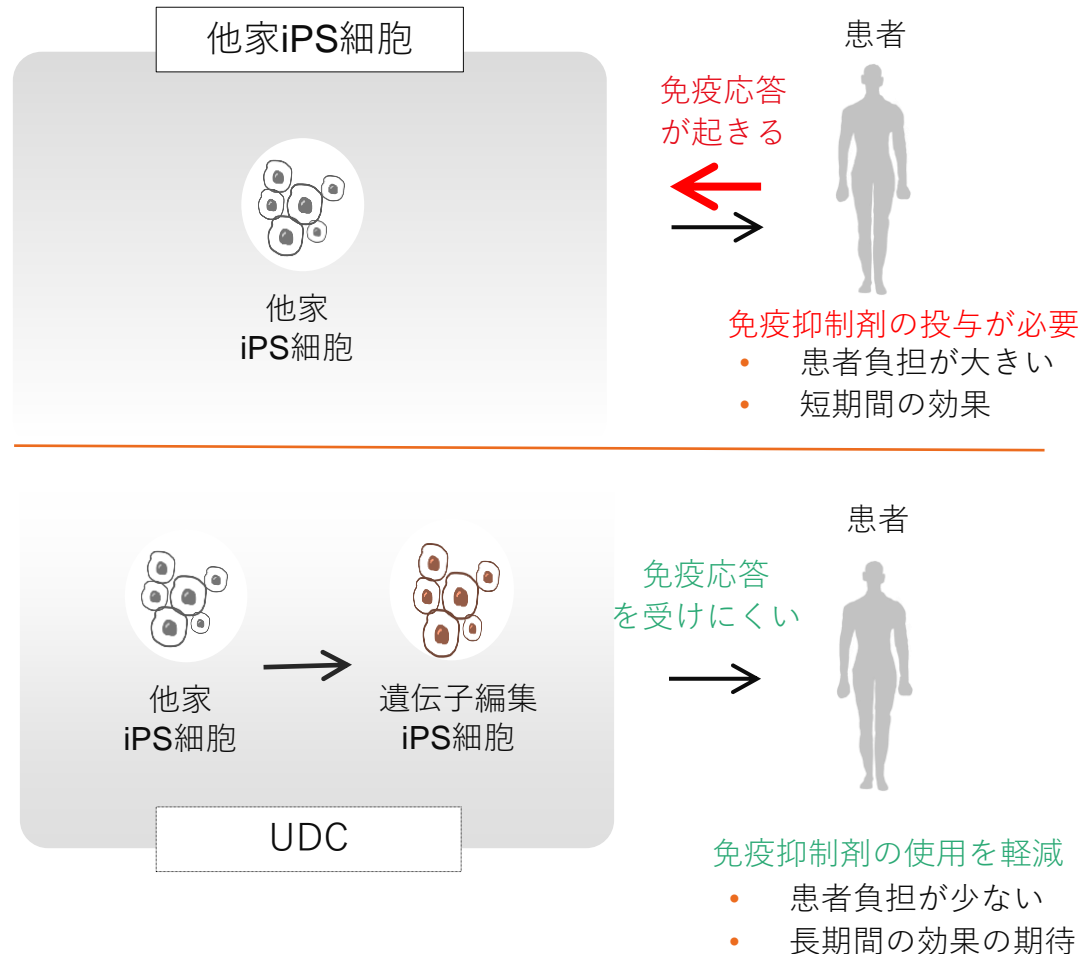 他家iPS細胞
患者
免疫応答
が起きる
他家
iPS細胞
免疫抑制剤の投与が必要
• 患者負担が大きい
• 短期間の効果
患者
免疫応答
を受けにくい
他家
iPS細胞
遺伝子編集
iPS細胞
UDC
免疫抑制剤の使用を軽減
• 患者負担が少ない
• 長期間の効果の期待